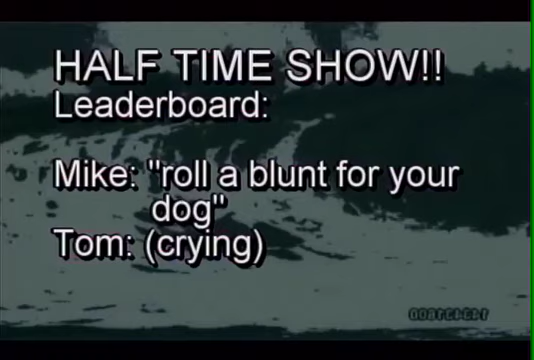 HALF TIME SHOW!!
Leaderboard:
Mike: "roll a blunt for your
dog"
Tom: (crying)